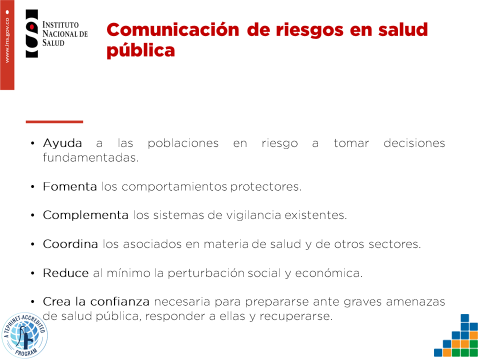 www.ins.gov.co
INSTITUTO
NACIONAL DE
SALUD
Comunicación de riesgos en salud
pública
• Ayuda a las poblaciones en riesgo a tomar decisiones
fundamentadas.
• Fomenta los comportamientos protectores.
• Complementa los sistemas de vigilancia existentes.
• Coordina los asociados en materia de salud y de otros sectores.
• Reduce al mínimo la perturbación social y económica.
• Crea la confianza necesaria para prepararse ante graves amenazas
de salud pública, responder a ellas y recuperarse.
A TEPHINET ACCREDITED
PROGRAM